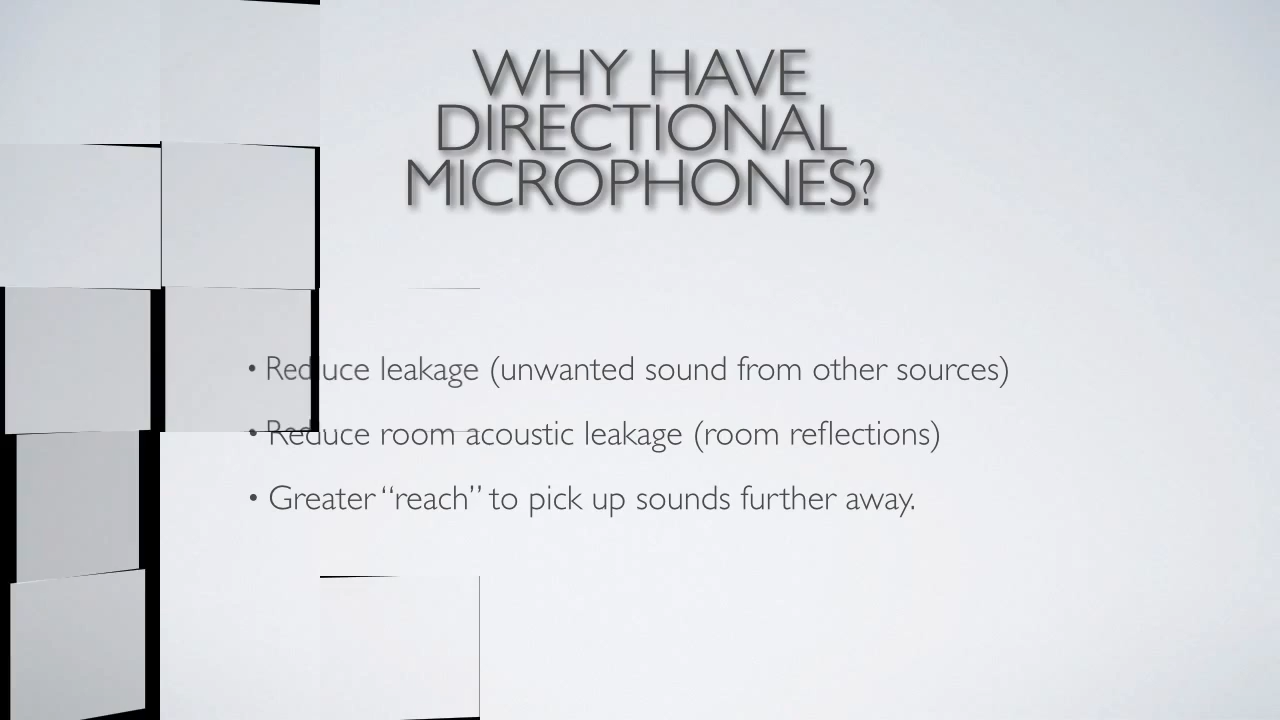 WHY HAVE
DIRECTIONAL
MICROPHONES?
• Reduce leakage (unwanted sound from other sources)
• Reduce room acoustic leakage (room reflections)
• Greater “reach” to pick up sounds further away.